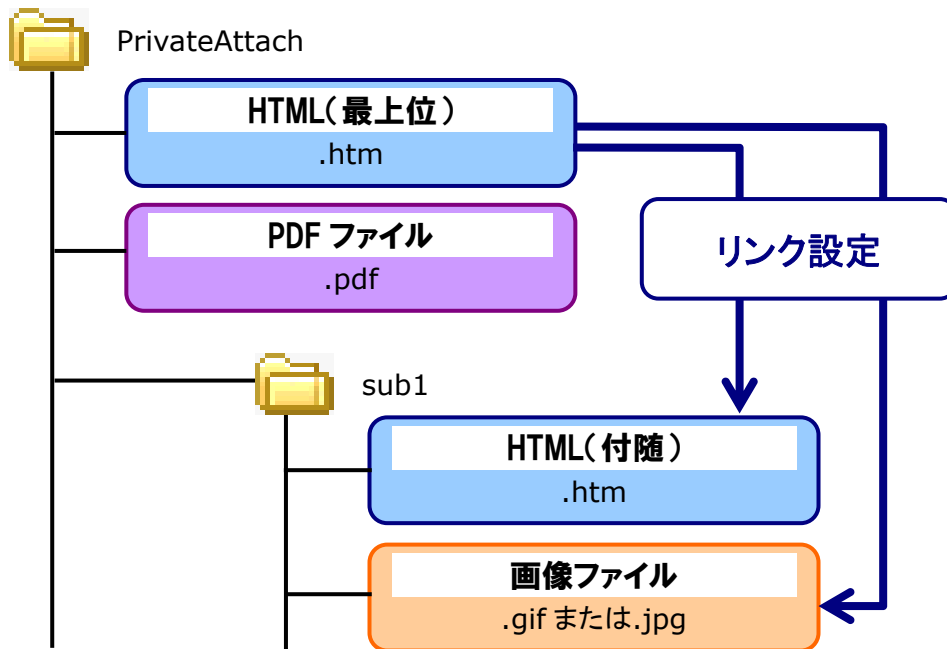 PrivateAttach
HTML(最上位)
.htm
PDF ファイル
.pdf
リンク設定
sub1
HTML(付随)
.htm
画像ファイル
.gif または.jpg